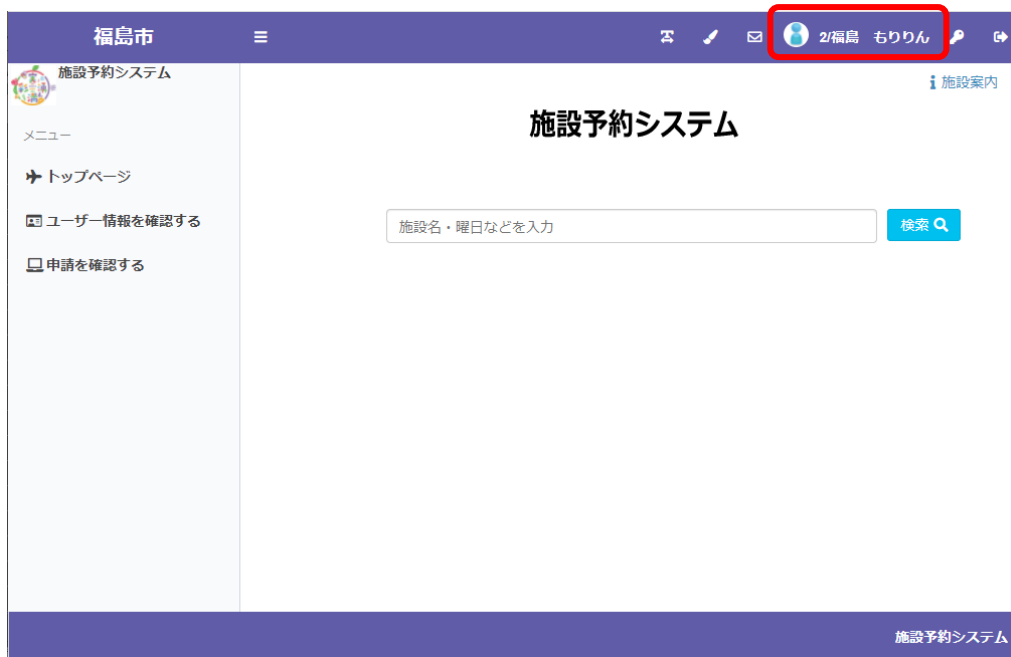 福島市
2/福島　もりりん
施設予約システム
施設案内
施設予約システム
メニュー
トップページ
ユーザー情報を確認する
申請を確認する
施設名・曜日などを入力
検索
施設予約システム